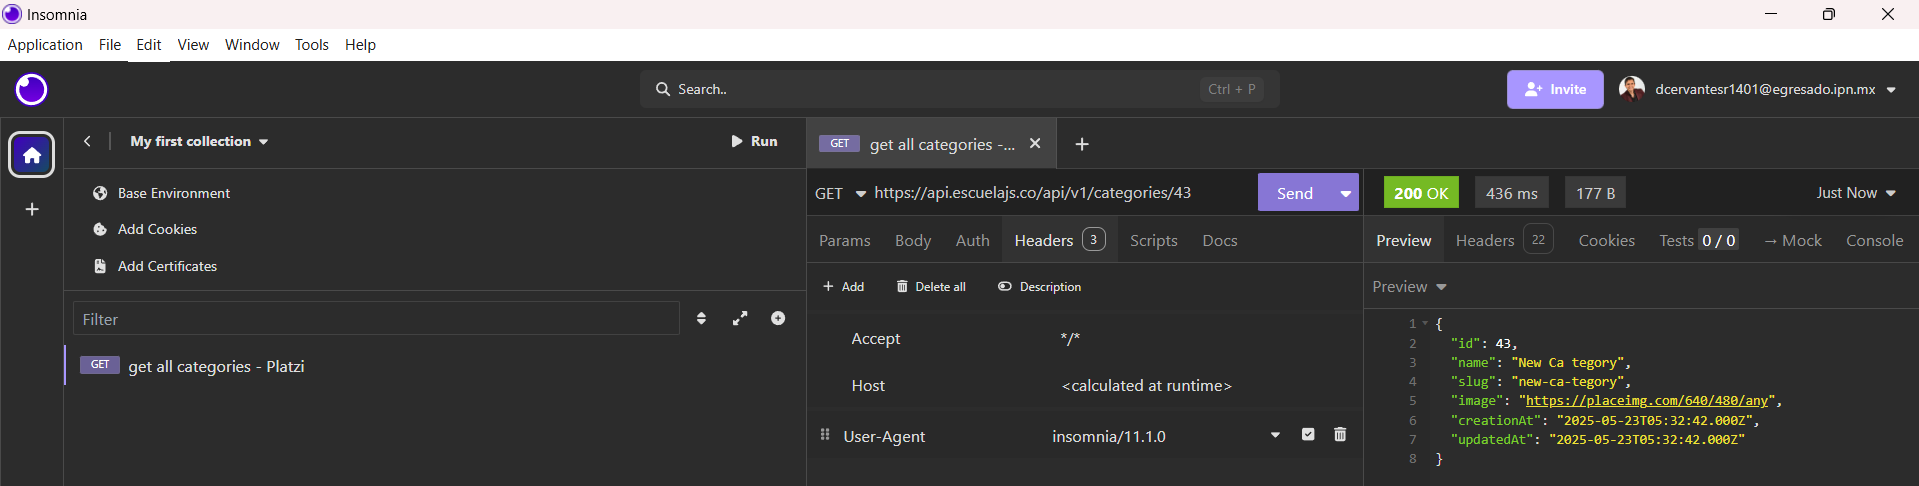 Insomnia
Application File Edit View Window Tools Help
Search.. Ctrl + P Invite dcervantesr1401@egresado.ipn.mx
My first collection Run
Base Environment
Add Cookies
Add Certificates
Filter
GET get all categories - Platzi
GET get all categories -...
GET https://api.escuelajs.co/api/v1/categories/43 Send
Params Body Auth Headers 3 Scripts Docs
Add Delete all Description
Accept */*
Host <calculated at runtime>
User-Agent insomnia/11.1.0
200 OK 436 ms 177 B Just Now
Preview Headers 22 Cookies Tests 0 / 0 → Mock Console
Preview
1 {
2 "id": 43,
3 "name": "New Ca tegory",
4 "slug": "new-ca-tegory",
5 "image": "https://placeimg.com/640/480/any",
6 "creationAt": "2025-05-23T05:32:42.000Z",
7 "updatedAt": "2025-05-23T05:32:42.000Z"
8 }